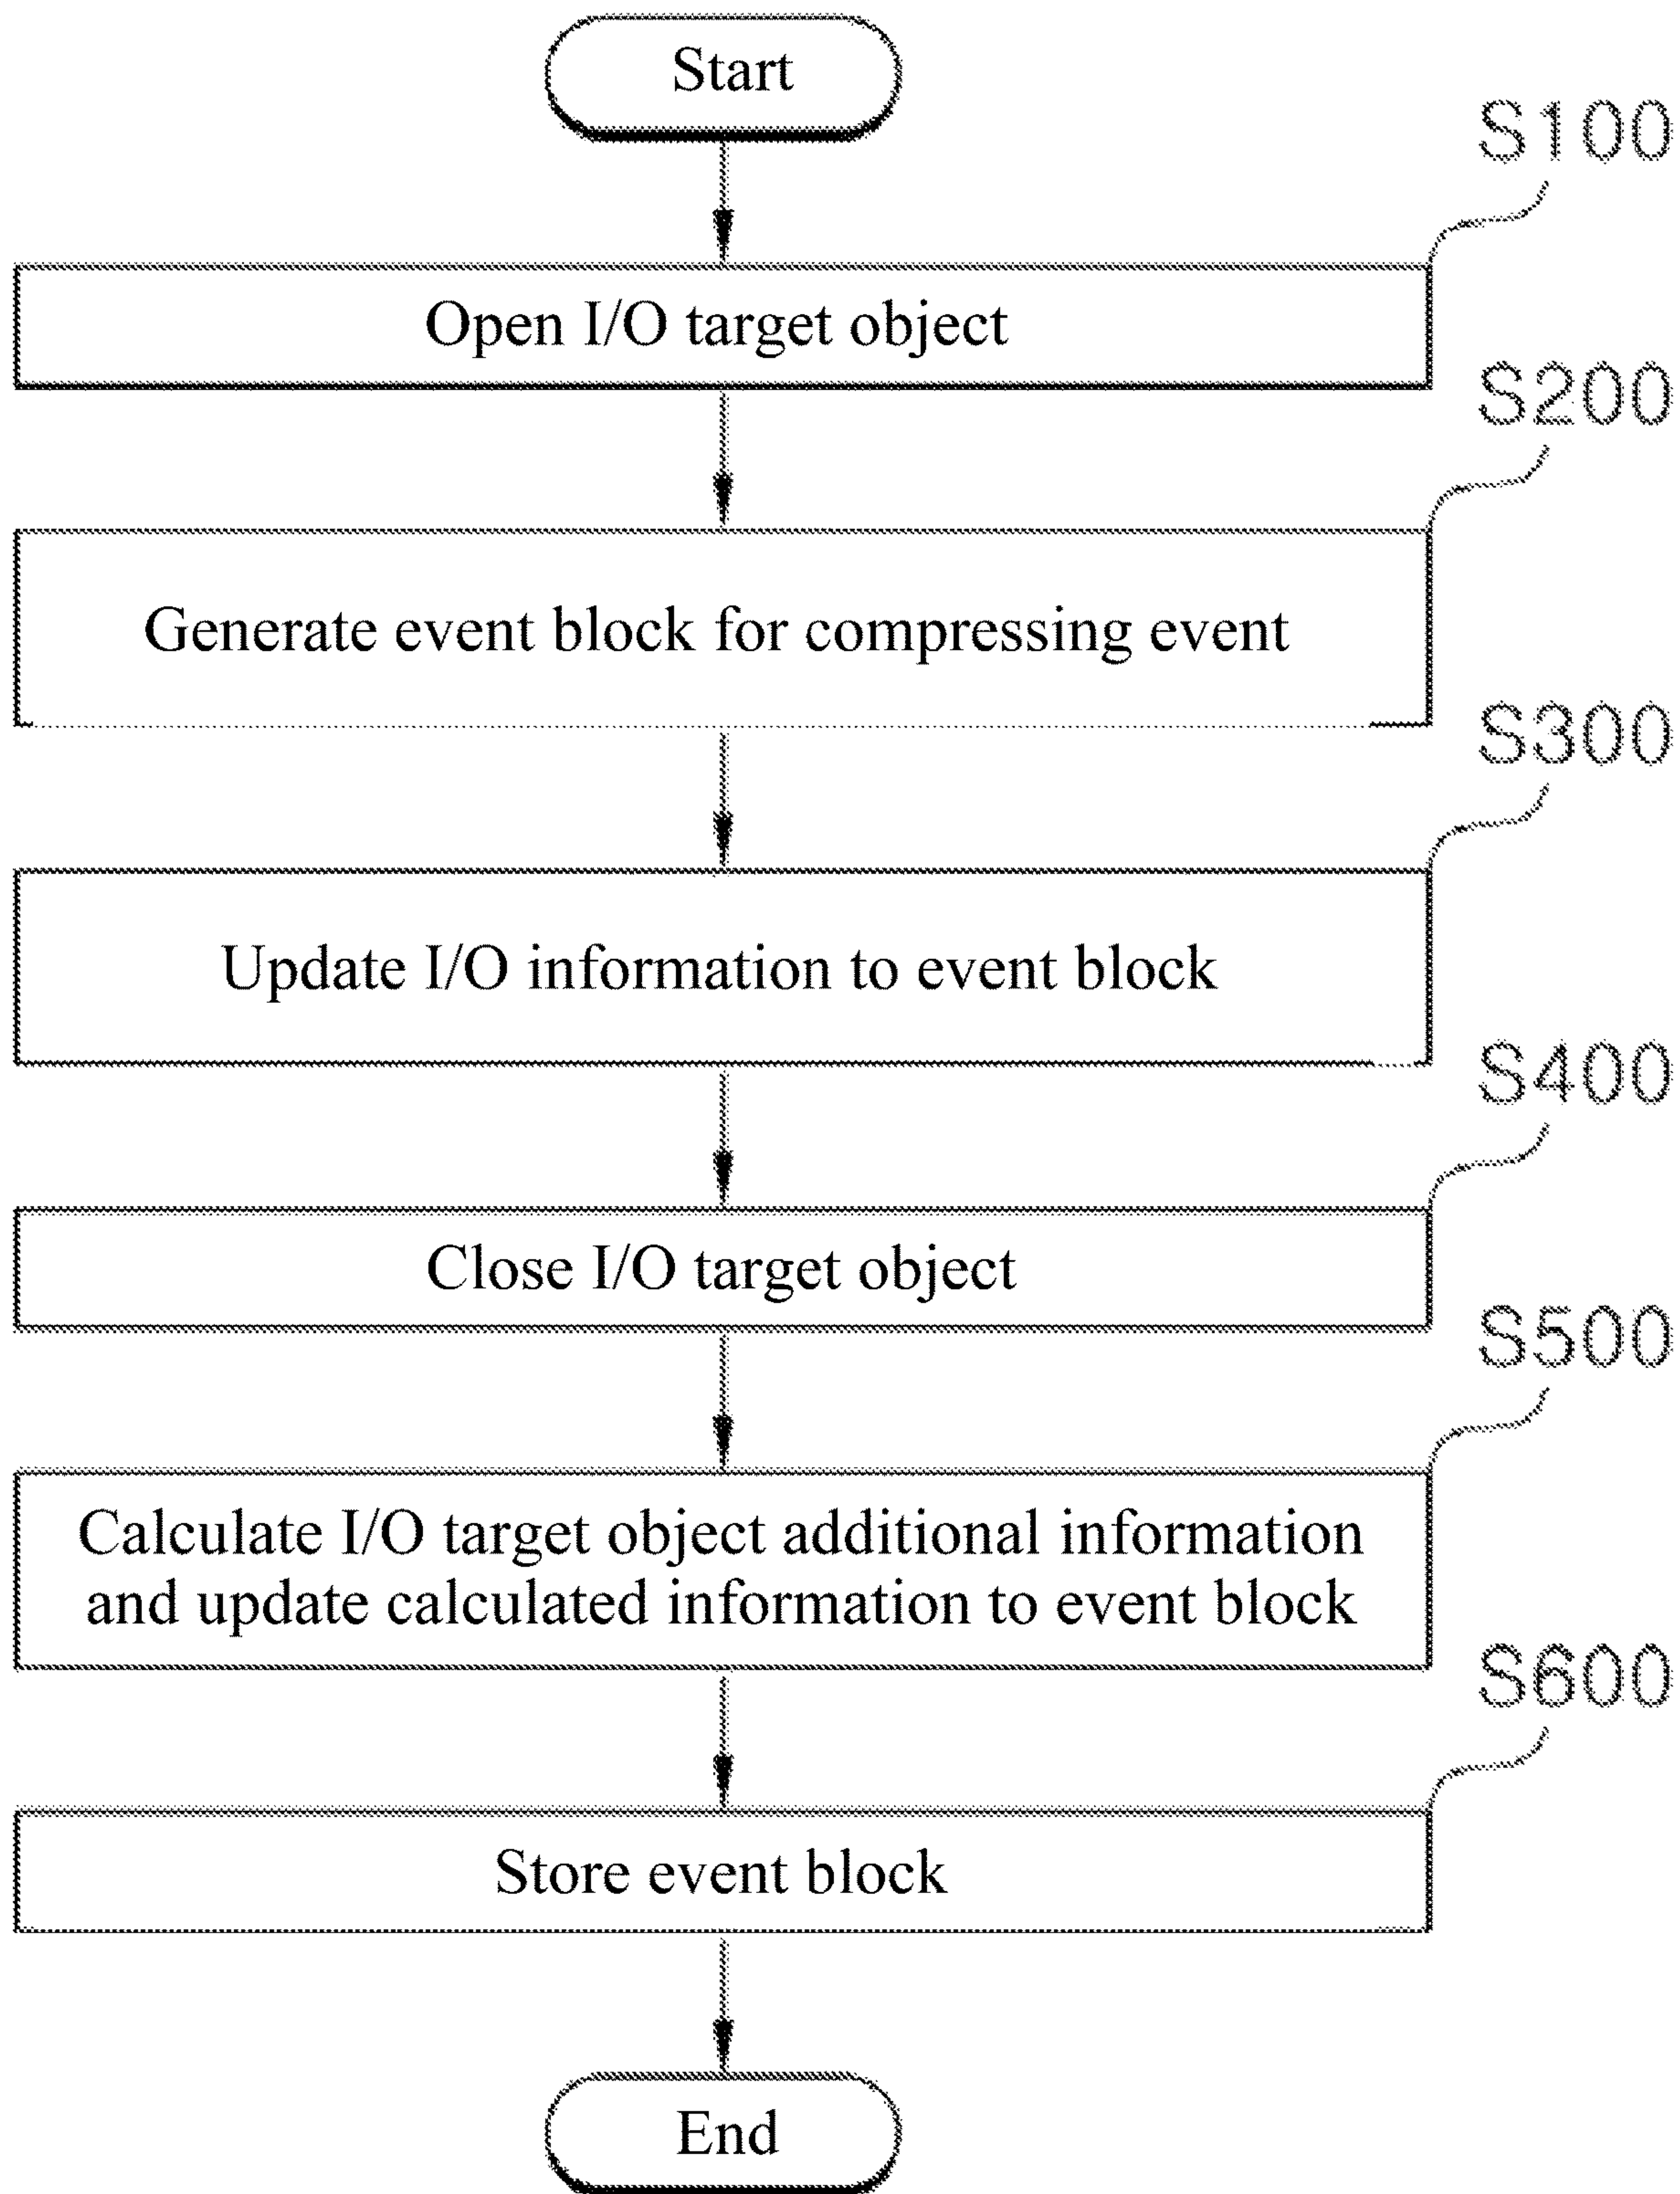 Start
S100
Open I/O target object
S200
Generate event block for compressing event
S300
Update I/O information to event block
S400
Close I/O target object
S500
Calculate I/O target object additional information
and update calculated information to event block
S600
Store event block
End